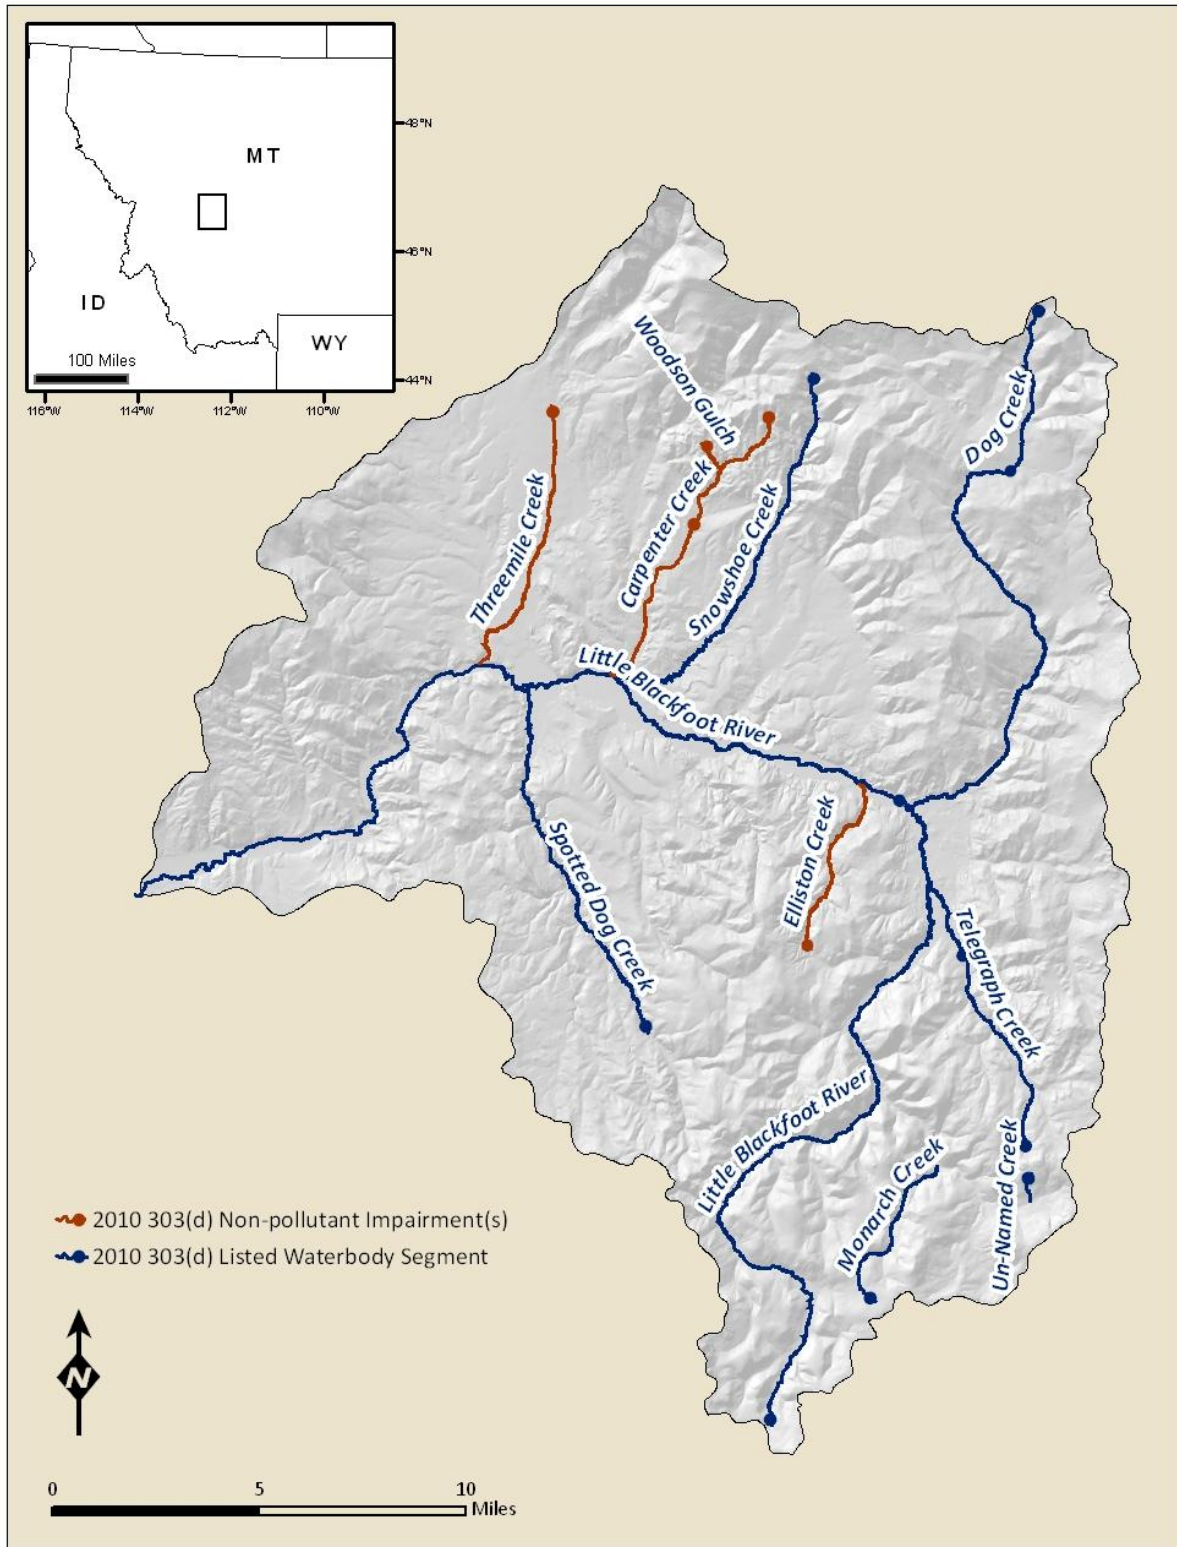 MT
ID
WY
100 Miles
48°N
46°N
44°N
116°W
114°W
112°W
110°W
Woodson Gulch
Dog Creek
Threemile Creek
Carpenter Creek
Snowshoe Creek
Little Blackfoot River
Spotted Dog Creek
Elliston Creek
Telegraph Creek
Little Blackfoot River
Monarch Creek
Un-Named Creek
2010 303(d) Non-pollutant Impairment(s)
2010 303(d) Listed Waterbody Segment
N
0 5 10
Miles